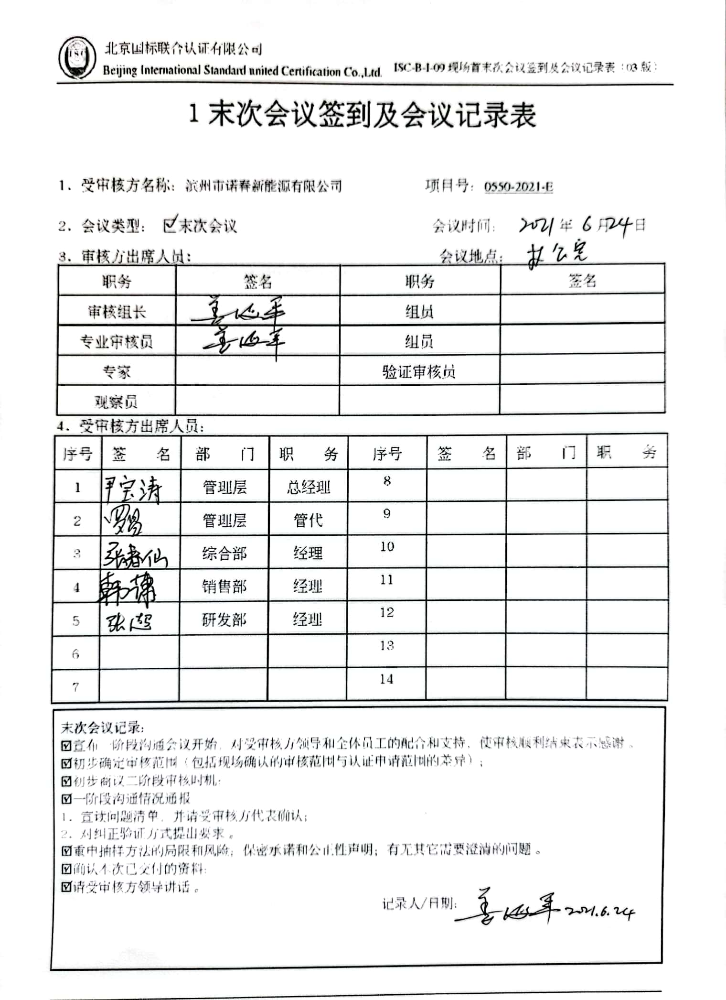 ISC
北京国标联合认证有限公司
Beijing International Standard united Certification Co.,Ltd. ISC-B-I-09 现场首末次会议签到及会议记录表（03 版）
1 末次会议签到及会议记录表
1. 受审核方名称：滨州市诺春新能源有限公司 项目号：0550-2021-E
2. 会议类型：☑末次会议 会议时间：2021年 6月24日
3. 审核方出席人员： 会议地点：办公室
职务 签名 职务 签名
审核组长 姜海军 组员
专业审核员 姜海军 组员
专家 验证审核员
观察员
4. 受审核方出席人员：
序号 签 名 部 门 职 务 序号 签 名 部 门 职 务
1 尹宝涛 管理层 总经理 8
2 管理层 管代 9
3 张春仙 综合部 经理 10
4 韩 销售部 经理 11
5 张超 研发部 经理 12
6 13
7 14
末次会议记录：
☑宣布一阶段沟通会议开始，对受审核方领导和全体员工的配合和支持，使审核顺利结束表示感谢。
☑初步确定审核范围（包括现场确认的审核范围与认证申请范围的差异）；
☑初步商议二阶段审核时机；
☑一阶段沟通情况通报
1. 宣读问题清单，并请受审核方代表确认；
2. 对纠正验证方式提出要求。
☑重申抽样方法的局限和风险；保密承诺和公正性声明；有无其它需要澄清的问题。
☑确认本次已交付的资料；
☑请受审核方领导讲话。
记录人/日期：姜海军 2021.6.24